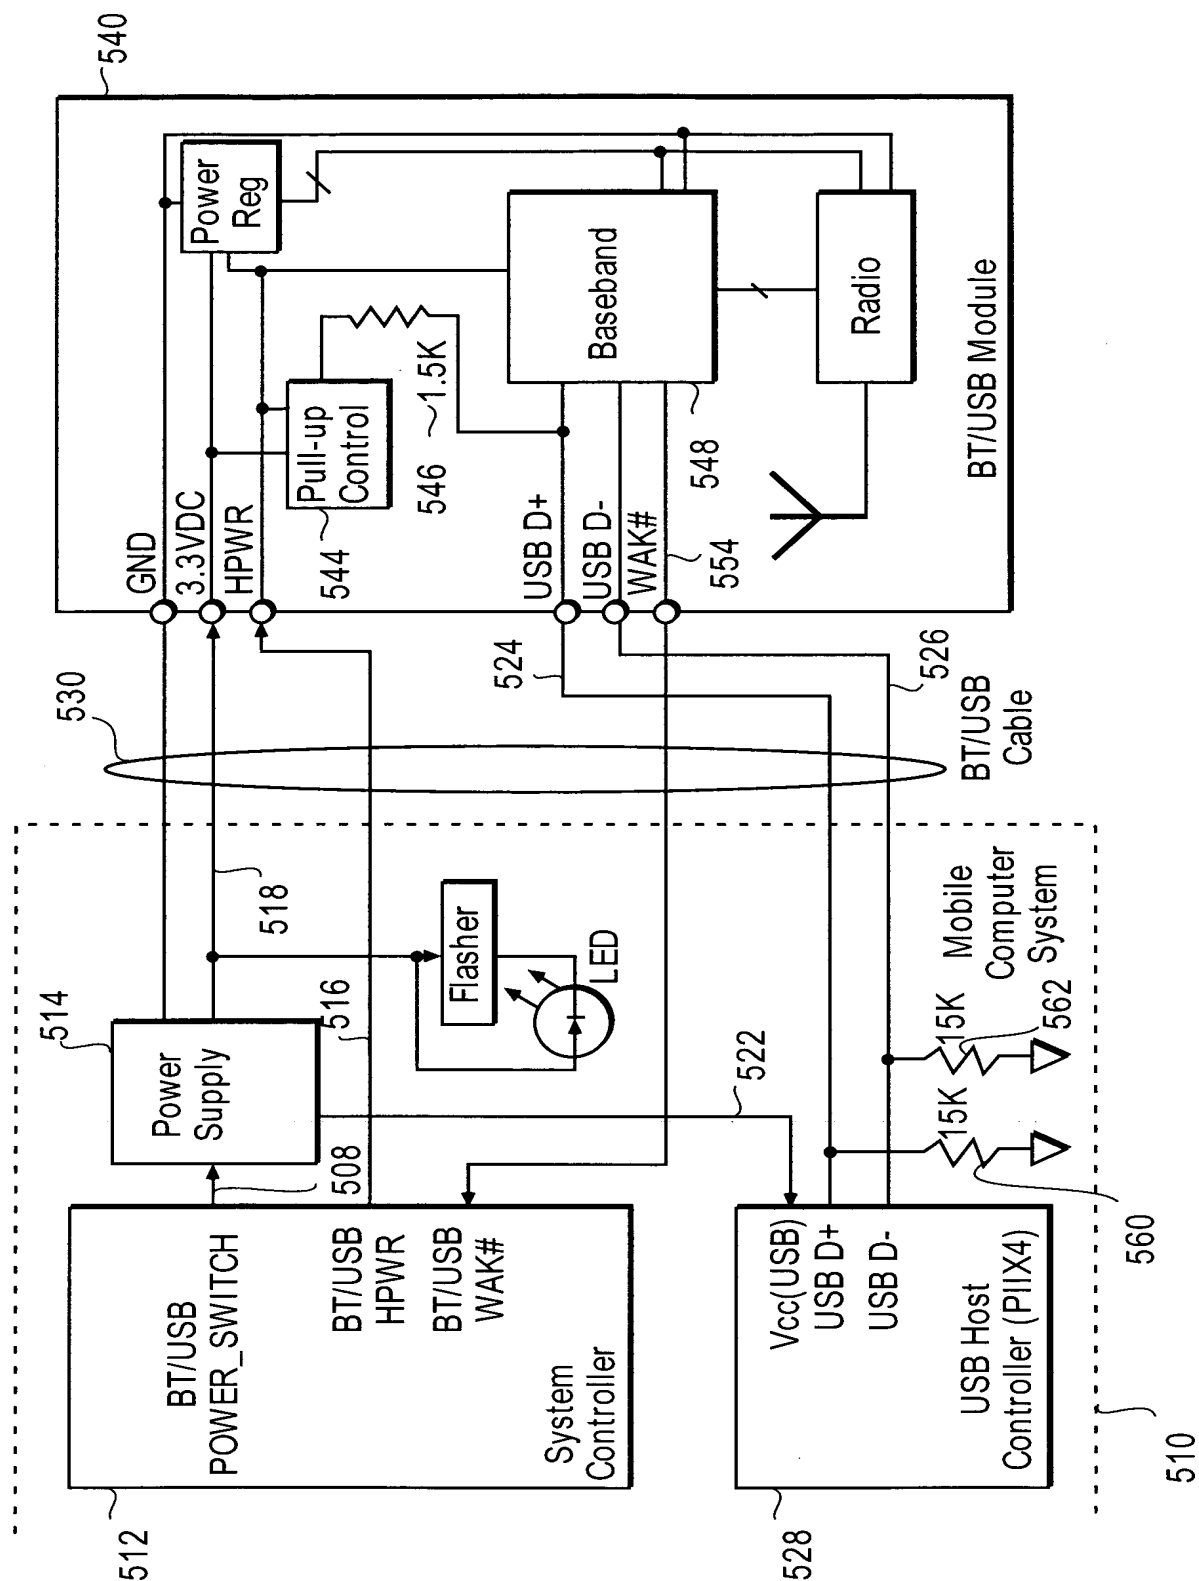 540
GND
3.3VDC
HPWR
Power
Reg
Pull-up
Control
544
1.5K
546
USB D+
USB D-
WAK#
554
Baseband
548
Radio
BT/USB Module
530
524
526
BT/USB
Cable
514
Power
Supply
518
516
508
Flasher
LED
522
BT/USB
POWER_SWITCH
BT/USB
HPWR
BT/USB
WAK#
System
Controller
512
Vcc(USB)
USB D+
USB D-
USB Host
Controller (PIIX4)
528
15K
15K
562
560
Mobile
Computer
System
510